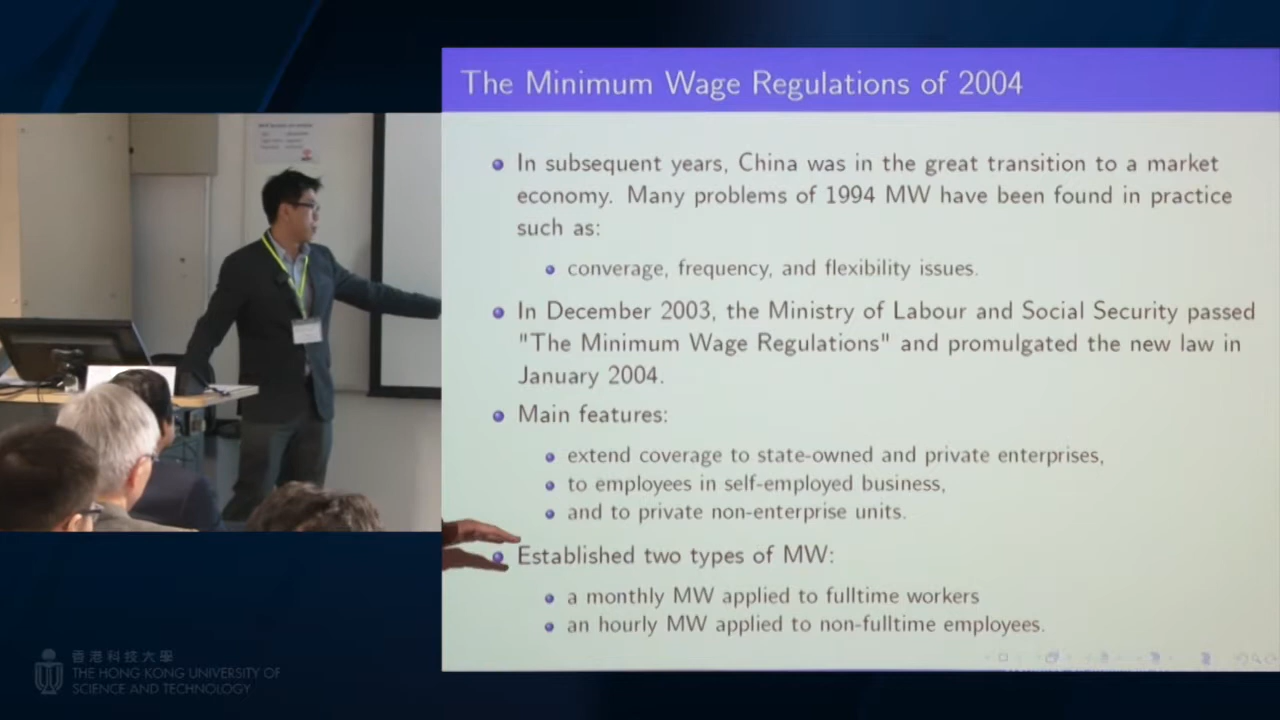 The Minimum Wage Regulations of 2004
In subsequent years, China was in the great transition to a market
economy. Many problems of 1994 MW have been found in practice
such as:
converage, frequency, and flexibility issues.
In December 2003, the Ministry of Labour and Social Security passed
"The Minimum Wage Regulations" and promulgated the new law in
January 2004.
Main features:
extend coverage to state-owned and private enterprises,
to employees in self-employed business,
and to private non-enterprise units.
Established two types of MW:
a monthly MW applied to fulltime workers
an hourly MW applied to non-fulltime employees.
香港科技大學
THE HONG KONG UNIVERSITY OF
SCIENCE AND TECHNOLOGY